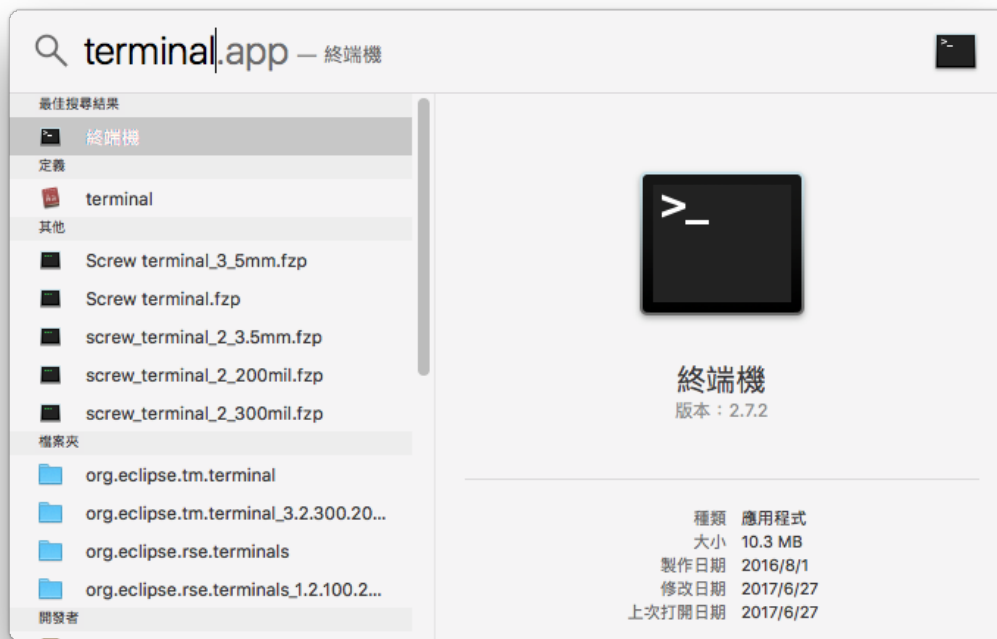 terminal.app — 終端機
最佳搜尋結果
終端機
定義
terminal
其他
Screw terminal_3_5mm.fzp
Screw terminal.fzp
screw_terminal_2_3.5mm.fzp
screw_terminal_2_200mil.fzp
screw_terminal_2_300mil.fzp
檔案夾
org.eclipse.tm.terminal
org.eclipse.tm.terminal_3.2.300.20...
org.eclipse.rse.terminals
org.eclipse.rse.terminals_1.2.100.2...
開發者
>_
終端機
版本：2.7.2
種類 應用程式
大小 10.3 MB
製作日期 2016/8/1
修改日期 2017/6/27
上次打開日期 2017/6/27